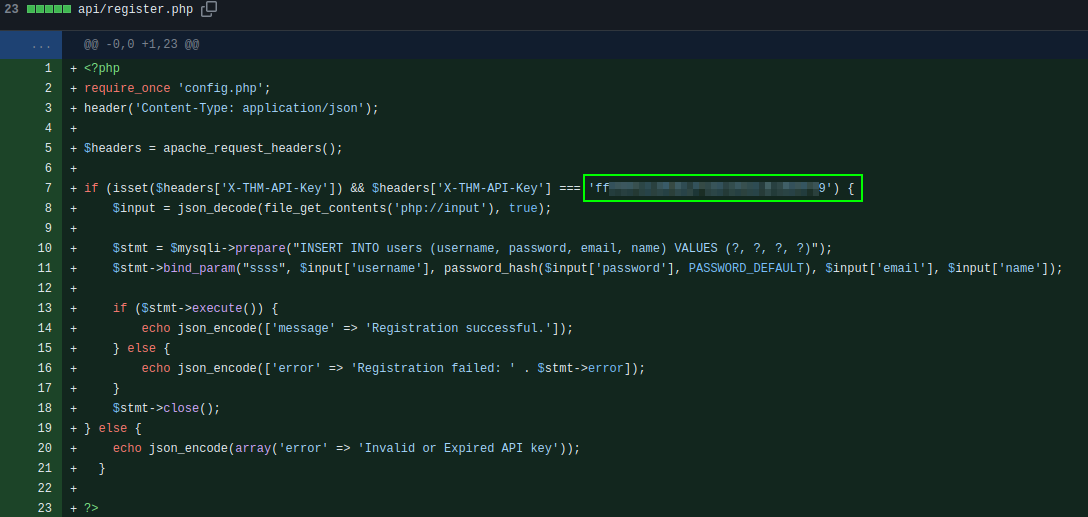 23 api/register.php
... @@ -0,0 +1,23 @@
1 + <?php
2 + require_once 'config.php';
3 + header('Content-Type: application/json');
4 +
5 + $headers = apache_request_headers();
6 +
7 + if (isset($headers['X-THM-API-Key']) && $headers['X-THM-API-Key'] === 'ff 9') {
8 +     $input = json_decode(file_get_contents('php://input'), true);
9 +
10 +     $stmt = $mysqli->prepare("INSERT INTO users (username, password, email, name) VALUES (?, ?, ?, ?)");
11 +     $stmt->bind_param("ssss", $input['username'], password_hash($input['password'], PASSWORD_DEFAULT), $input['email'], $input['name']);
12 +
13 +     if ($stmt->execute()) {
14 +         echo json_encode(['message' => 'Registration successful.']);
15 +     } else {
16 +         echo json_encode(['error' => 'Registration failed: ' . $stmt->error]);
17 +     }
18 +     $stmt->close();
19 + } else {
20 +     echo json_encode(array('error' => 'Invalid or Expired API key'));
21 +   }
22 +
23 + ?>